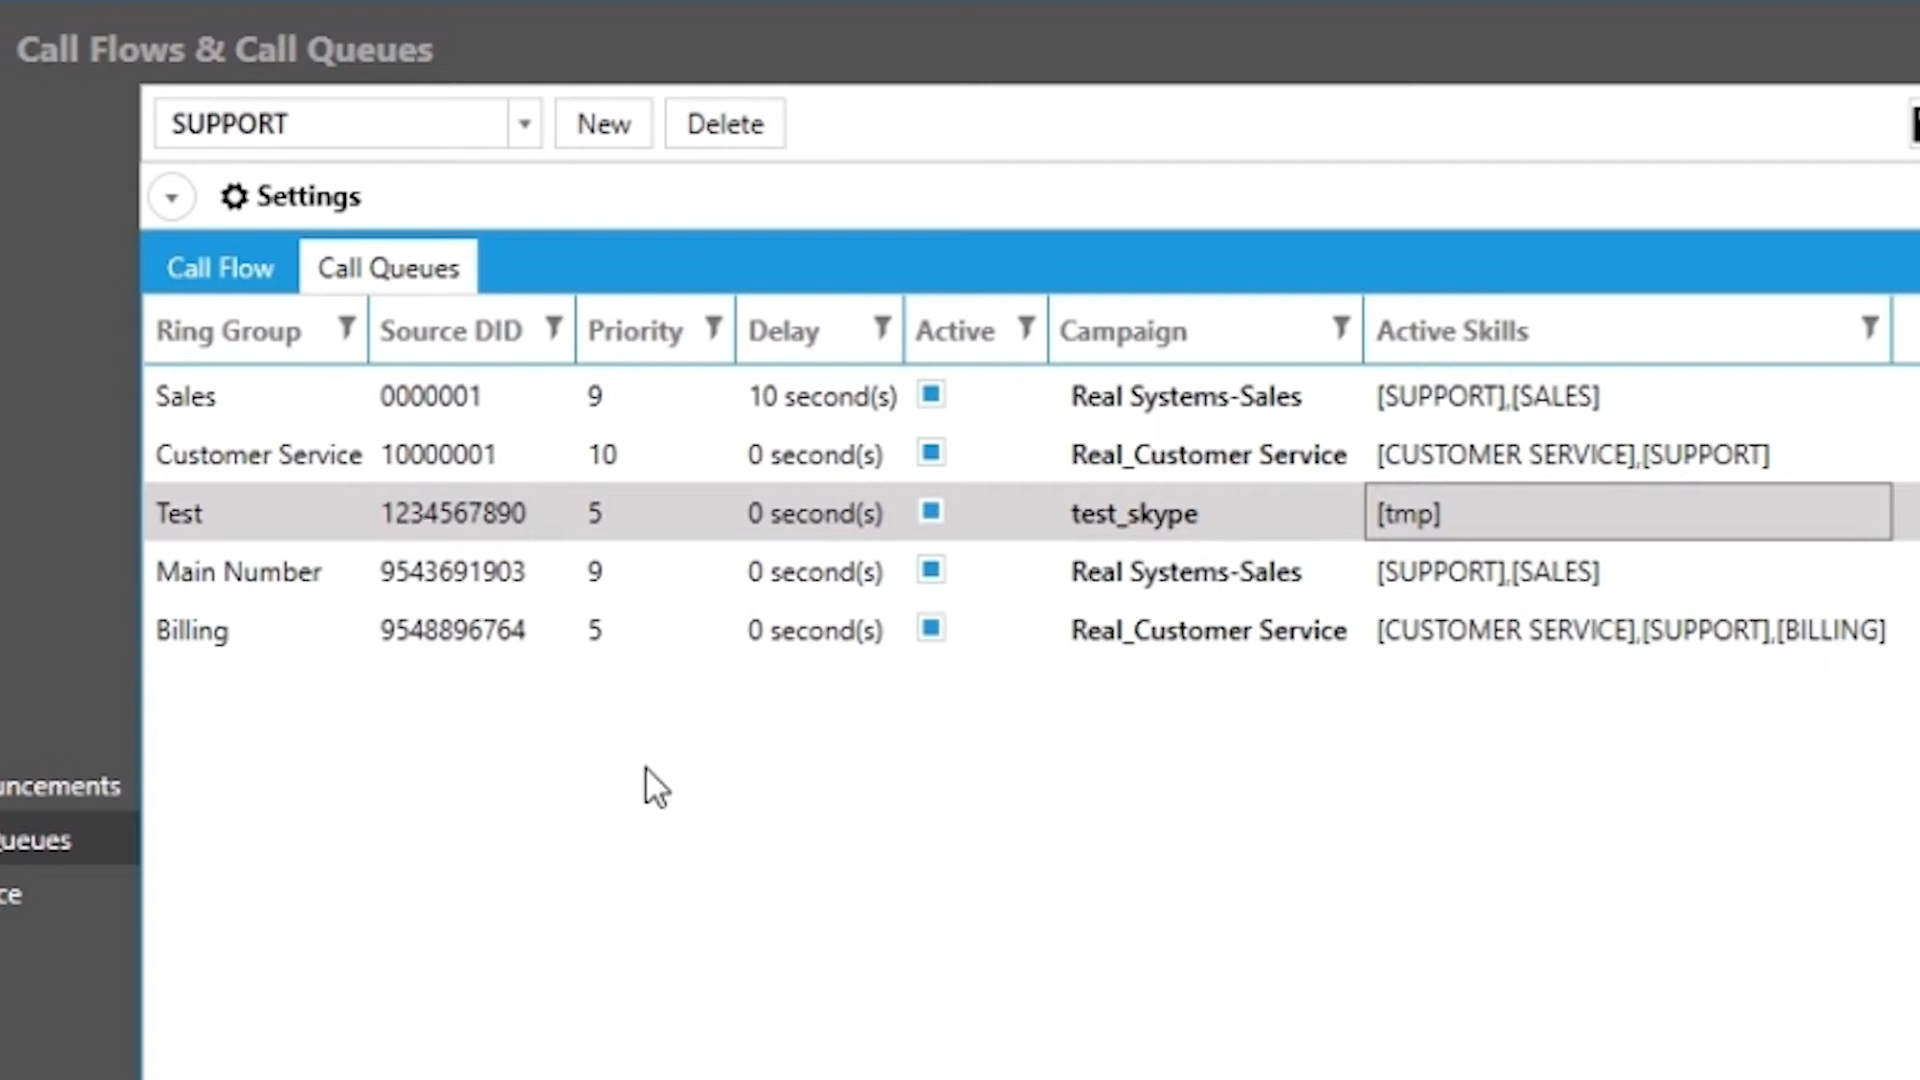 Call Flows & Call Queues
SUPPORT New Delete
Settings
Call Flow Call Queues
Ring Group Source DID Priority Delay Active Campaign Active Skills
Sales 0000001 9 10 second(s) Real Systems-Sales [SUPPORT],[SALES]
Customer Service 10000001 10 0 second(s) Real_Customer Service [CUSTOMER SERVICE],[SUPPORT]
Test 1234567890 5 0 second(s) test_skype [tmp]
Main Number 9543691903 9 0 second(s) Real Systems-Sales [SUPPORT],[SALES]
Billing 9548896764 5 0 second(s) Real_Customer Service [CUSTOMER SERVICE],[SUPPORT],[BILLING]
uncements
ueues
ce